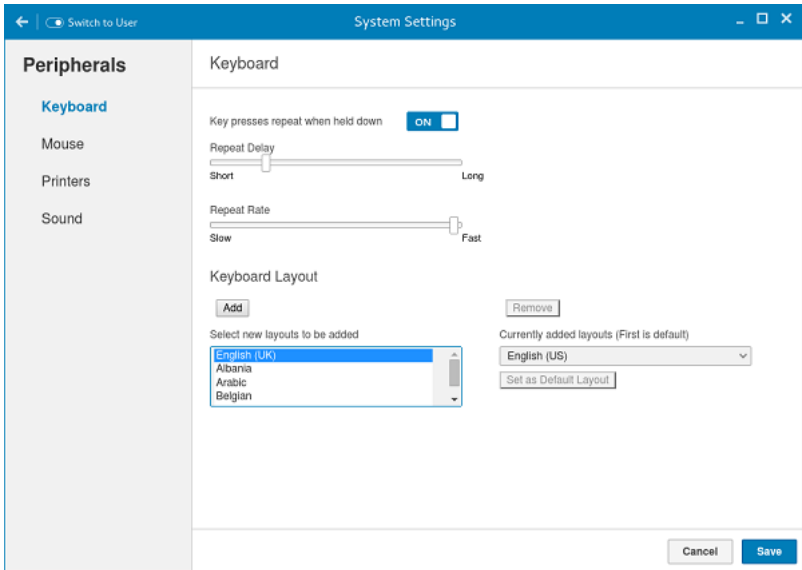 Switch to User
System Settings
Peripherals
Keyboard
Mouse
Printers
Sound
Keyboard
Key presses repeat when held down
ON
Repeat Delay
Short
Long
Repeat Rate
Slow
Fast
Keyboard Layout
Add
Remove
Select new layouts to be added
Currently added layouts (First is default)
English (UK)
Albania
Arabic
Belgian
English (US)
Set as Default Layout
Cancel
Save